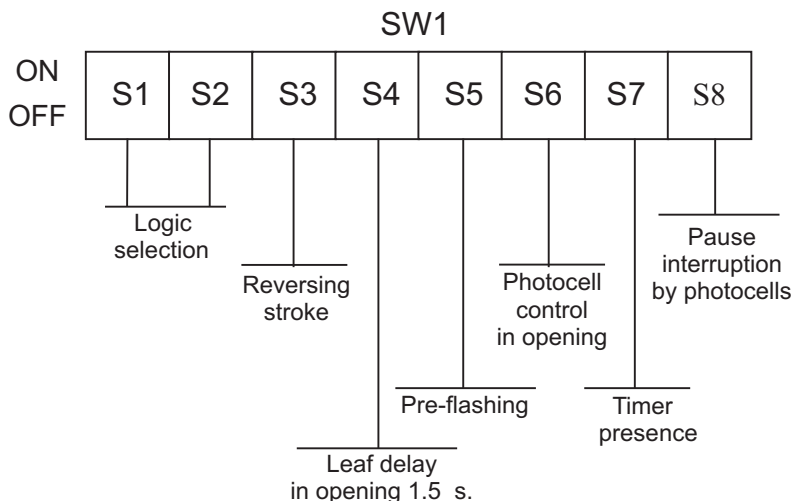 SW1
ON
OFF
S1 S2 S3 S4 S5 S6 S7 S8
Logic
selection
Reversing
stroke
Leaf delay
in opening 1.5 s.
Pre-flashing
Photocell
control
in opening
Timer
presence
Pause
interruption
by photocells